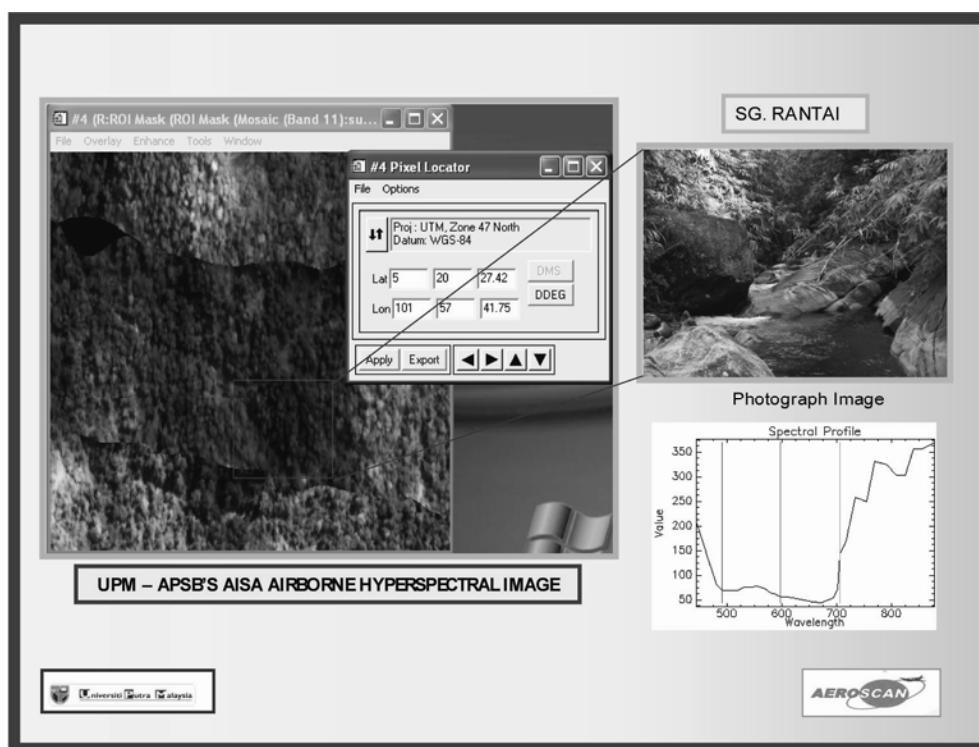 #4 (R:ROI Mask (ROI Mask (Mosaic (Band 11):su...
File Overlay Enhance Tools Window
#4 Pixel Locator
File Options
Proj : UTM, Zone 47 North
Datum: WGS-84
Lat 5 20 27.42
DMS
DDEG
Lon 101 57 41.75
Apply Export
UPM – APSB'S AISA AIRBORNE HYPERSPECTRAL IMAGE
SG. RANTAI
Photograph Image
Spectral Profile
Value
350
300
250
200
150
100
50
500 600 700 800
Wavelength
Universiti Putra Malaysia
AEROSCAN